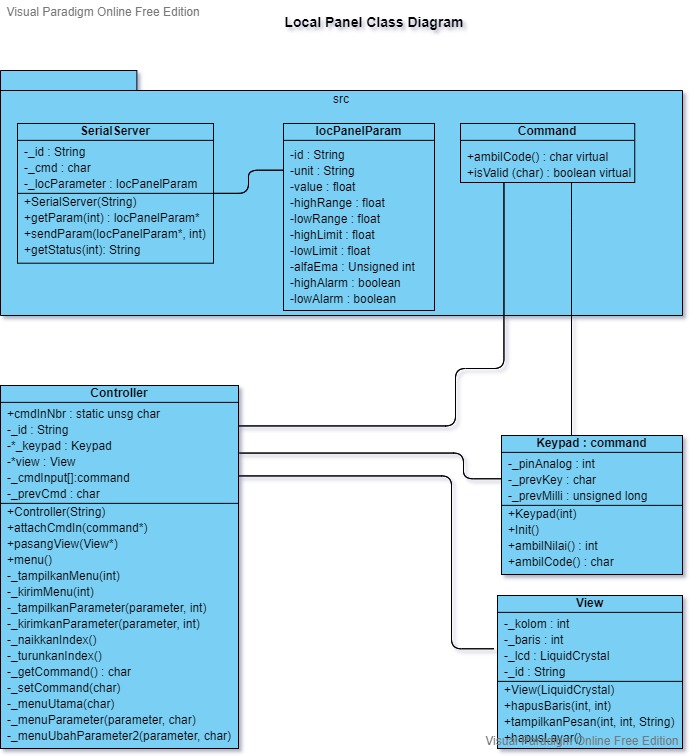 Visual Paradigm Online Free Edition
Local Panel Class Diagram
src
SerialServer
-_id : String
-_cmd : char
-_locParameter : locPanelParam
+SerialServer(String)
+getParam(int) : locPanelParam*
+sendParam(locPanelParam*, int)
+getStatus(int): String
locPanelParam
-id : String
-unit : String
-value : float
-highRange : float
-lowRange : float
-highLimit : float
-lowLimit : float
-alfaEma : Unsigned int
-highAlarm : boolean
-lowAlarm : boolean
Command
+ambilCode() : char virtual
+isValid (char) : boolean virtual
Controller
+cmdInNbr : static unsg char
-_id : String
-*_keypad : Keypad
-*view : View
-_cmdInput[]:command
-_prevCmd : char
+Controller(String)
+attachCmdIn(command*)
+pasangView(View*)
+menu()
-_tampilkanMenu(int)
-_kirimMenu(int)
-_tampilkanParameter(parameter, int)
-_kirimkanParameter(parameter, int)
-_naikkanIndex()
-_turunkanIndex()
-_getCommand() : char
-_setCommand(char)
-_menuUtama(char)
-_menuParameter(parameter, char)
-_menuUbahParameter2(parameter, char)
Keypad : command
-_pinAnalog : int
-_prevKey : char
-_prevMilli : unsigned long
+Keypad(int)
+Init()
+ambilNilai() : int
+ambilCode() : char
View
-_kolom : int
-_baris : int
-_lcd : LiquidCrystal
-_id : String
+View(LiquidCrystal)
+hapusBaris(int, int)
+tampilkanPesan(int, int, String)
+hapusLayar()
Visual Paradigm Online Free Edition